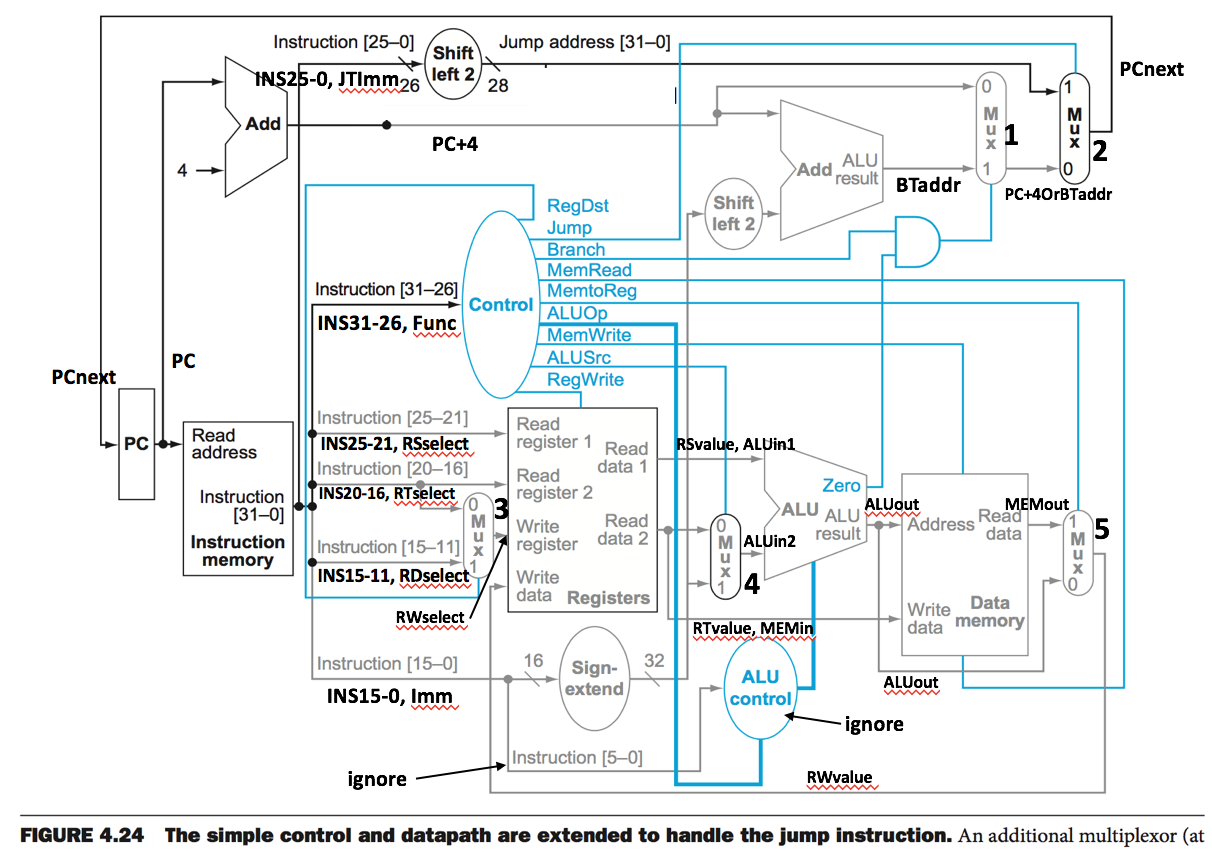 Instruction [25–0]
Shift
left 2
Jump address [31–0]
INS25-0, JTImm
26
28
PCnext
Add
PC+4
4
0
M
u
x
1
1
1
M
u
x
0
2
Add
ALU
result
BTaddr
PC+4OrBTaddr
Shift
left 2
RegDst
Jump
Branch
MemRead
MemtoReg
ALUOp
MemWrite
ALUSrc
RegWrite
Instruction [31–26]
Control
INS31-26, Func
PC
PCnext
PC
Read
address
Instruction
[31–0]
Instruction
memory
Instruction [25–21]
INS25-21, RSselect
Instruction [20–16]
INS20-16, RTselect
0
M
u
x
1
3
Instruction [15–11]
INS15-11, RDselect
RWselect
Read
register 1
Read
register 2
Write
register
Write
data
Read
data 1
Read
data 2
Registers
RSvalue, ALUin1
0
M
u
x
1
4
ALUin2
Zero
ALU
ALU
result
ALUout
Address
Read
data
Write
data
Data
memory
MEMout
1
M
u
x
0
5
RTvalue, MEMin
ALUout
Instruction [15–0]
INS15-0, Imm
16
Sign-
extend
32
ALU
control
ignore
Instruction [5–0]
ignore
RWvalue
FIGURE 4.24 The simple control and datapath are extended to handle the jump instruction. An additional multiplexor (at